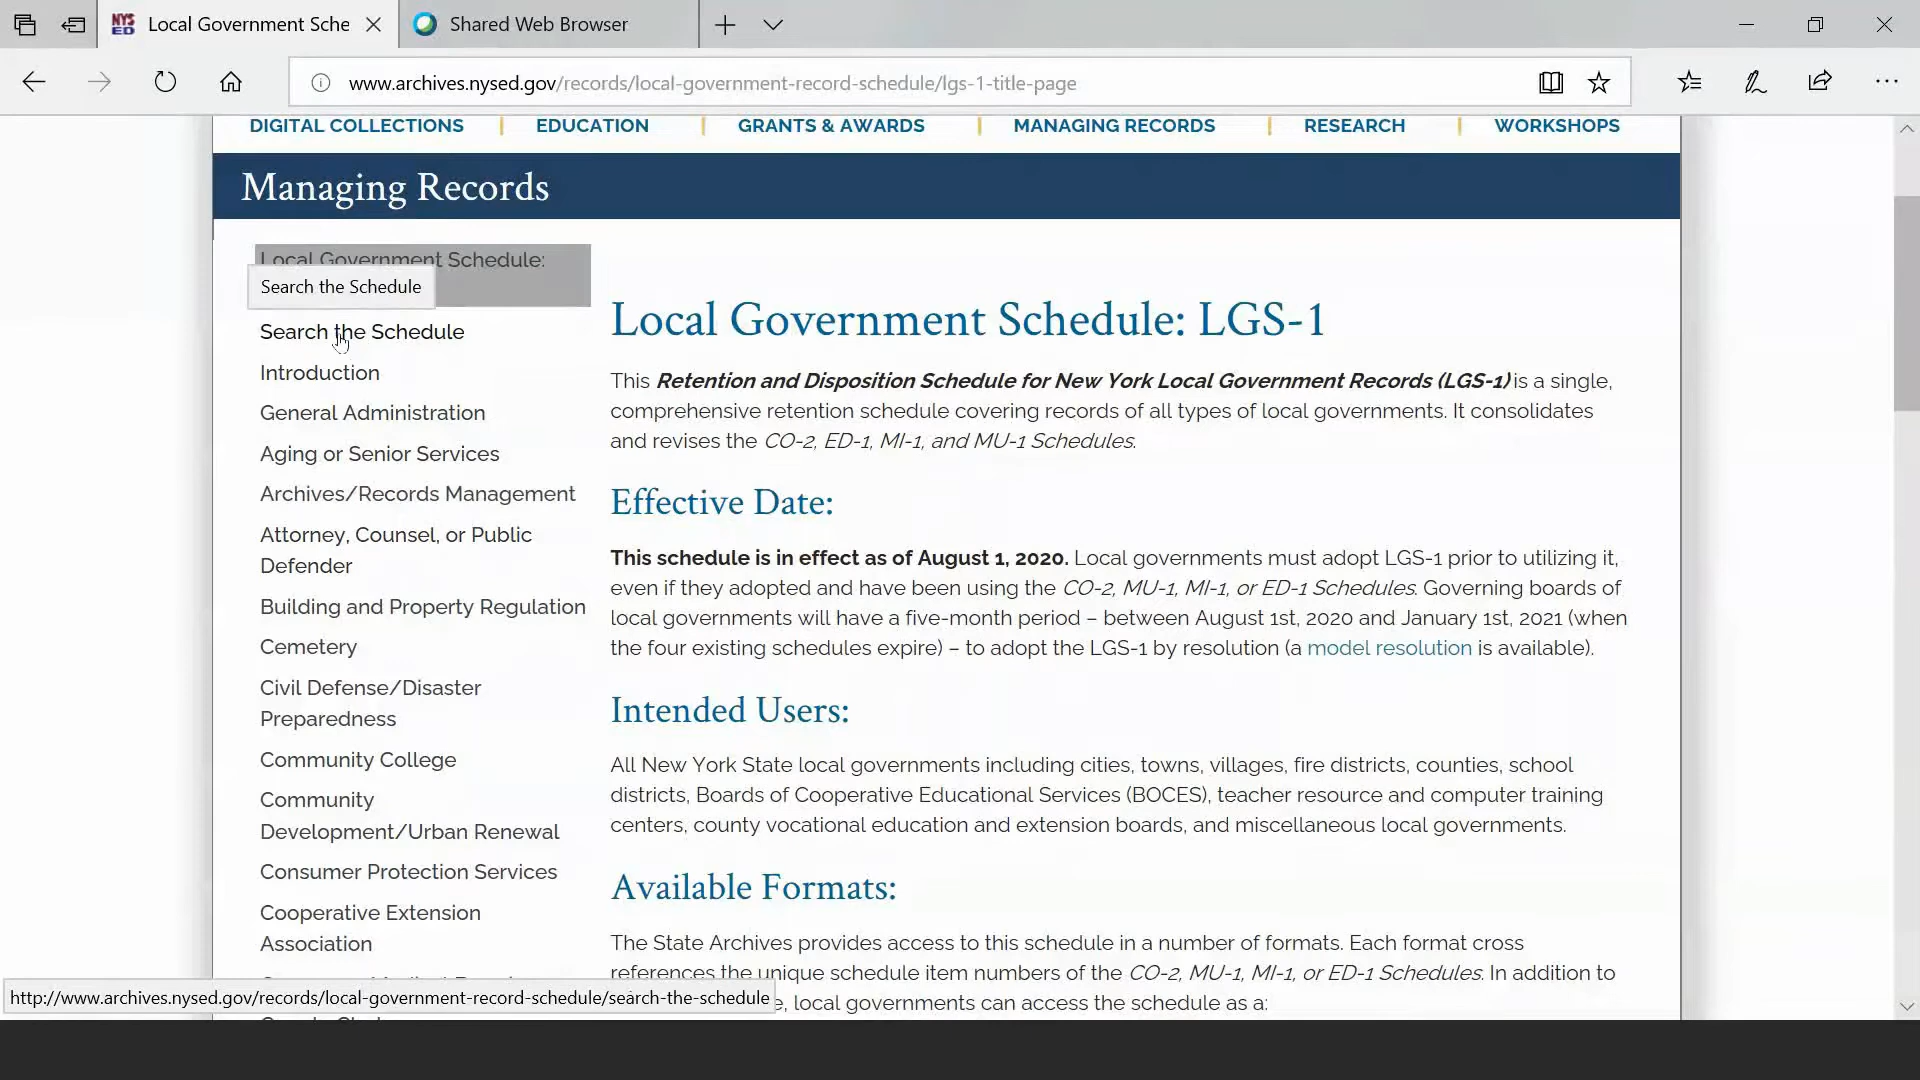 NYS
ED
Local Government Sche
Shared Web Browser
www.archives.nysed.gov/records/local-government-record-schedule/lgs-1-title-page
DIGITAL COLLECTIONS | EDUCATION | GRANTS & AWARDS | MANAGING RECORDS | RESEARCH | WORKSHOPS
Managing Records
Local Government Schedule:
Search the Schedule
Search the Schedule
Introduction
General Administration
Aging or Senior Services
Archives/Records Management
Attorney, Counsel, or Public
Defender
Building and Property Regulation
Cemetery
Civil Defense/Disaster
Preparedness
Community College
Community
Development/Urban Renewal
Consumer Protection Services
Cooperative Extension
Association
Local Government Schedule: LGS-1
This Retention and Disposition Schedule for New York Local Government Records (LGS-1) is a single,
comprehensive retention schedule covering records of all types of local governments. It consolidates
and revises the CO-2, ED-1, MI-1, and MU-1 Schedules.
Effective Date:
This schedule is in effect as of August 1, 2020. Local governments must adopt LGS-1 prior to utilizing it,
even if they adopted and have been using the CO-2, MU-1, MI-1, or ED-1 Schedules. Governing boards of
local governments will have a five-month period – between August 1st, 2020 and January 1st, 2021 (when
the four existing schedules expire) – to adopt the LGS-1 by resolution (a model resolution is available).
Intended Users:
All New York State local governments including cities, towns, villages, fire districts, counties, school
districts, Boards of Cooperative Educational Services (BOCES), teacher resource and computer training
centers, county vocational education and extension boards, and miscellaneous local governments.
Available Formats:
The State Archives provides access to this schedule in a number of formats. Each format cross
references the unique schedule item numbers of the CO-2, MU-1, MI-1, or ED-1 Schedules. In addition to
e, local governments can access the schedule as a:
http://www.archives.nysed.gov/records/local-government-record-schedule/search-the-schedule